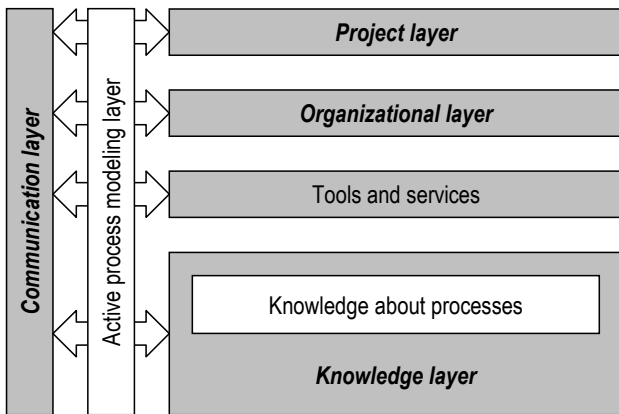 Communication layer
Active process modeling layer
Project layer
Organizational layer
Tools and services
Knowledge about processes
Knowledge layer